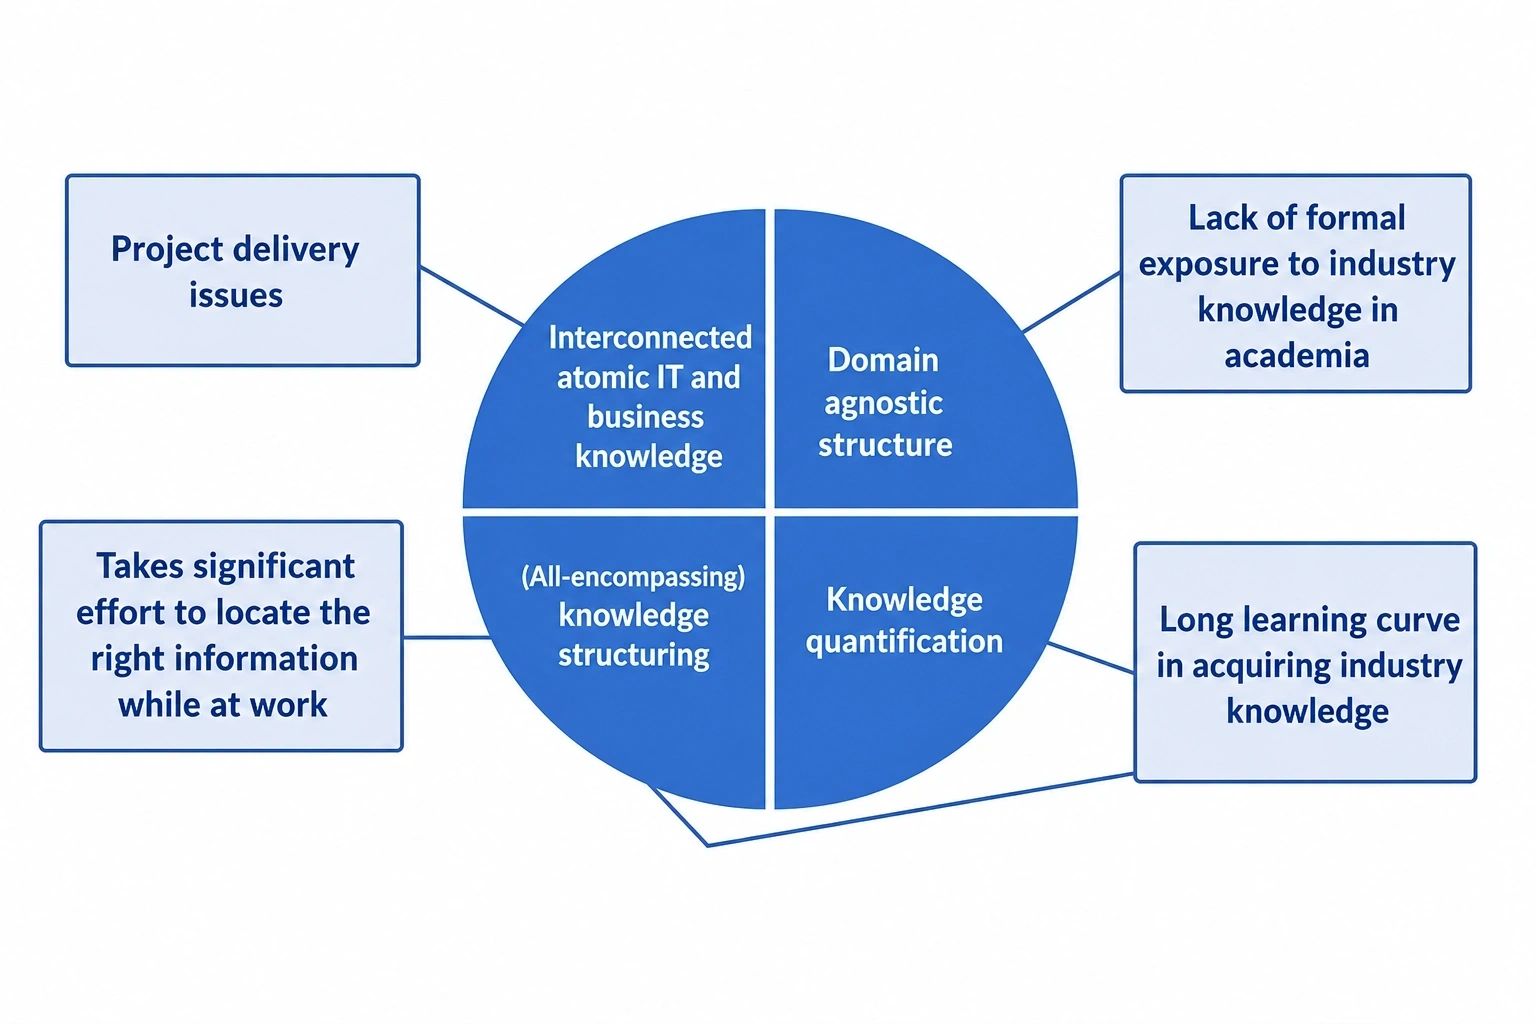 Project delivery
issues
Lack of formal
exposure to industry
knowledge in
academia
Interconnected
atomic IT and
business
knowledge
Domain
agnostic
structure
Takes significant
effort to locate the
right information
while at work
(All-encompassing)
knowledge
structuring
Knowledge
quantification
Long learning curve
in acquiring industry
knowledge